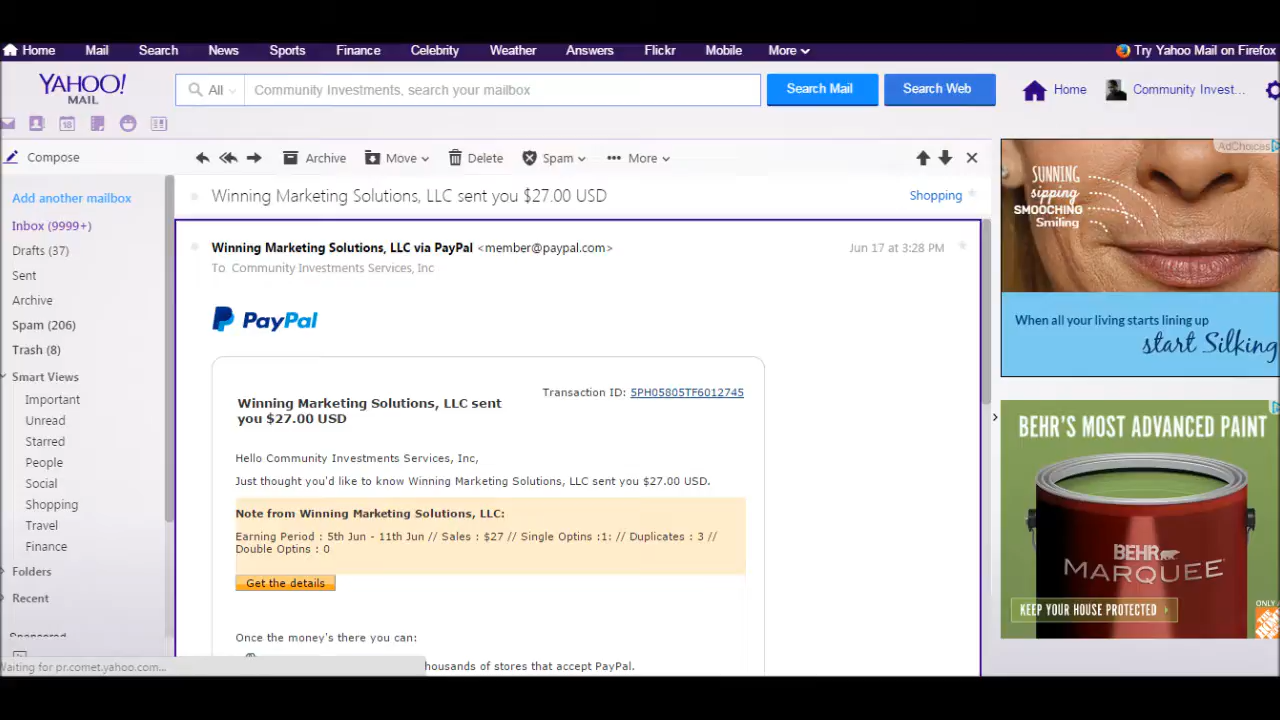 Home Mail Search News Sports Finance Celebrity Weather Answers Flickr Mobile More Try Yahoo Mail on Firefox
YAHOO!
MAIL
All Community Investments, search your mailbox Search Mail Search Web Home Community Invest...
Compose
Archive Move Delete Spam More
Add another mailbox
Inbox (9999+)
Drafts (37)
Sent
Archive
Spam (206)
Trash (8)
Smart Views
Important
Unread
Starred
People
Social
Shopping
Travel
Finance
Folders
Recent
Sponsored
Waiting for pr.comet.yahoo.com...
Winning Marketing Solutions, LLC sent you $27.00 USD Shopping
Winning Marketing Solutions, LLC via PayPal <member@paypal.com> Jun 17 at 3:28 PM
To Community Investments Services, Inc
PayPal
Transaction ID: 5PH05805TF6012745
Winning Marketing Solutions, LLC sent
you $27.00 USD
Hello Community Investments Services, Inc,
Just thought you'd like to know Winning Marketing Solutions, LLC sent you $27.00 USD.
Note from Winning Marketing Solutions, LLC:
Earning Period : 5th Jun - 11th Jun // Sales : $27 // Single Optins :1: // Duplicates : 3 //
Double Optins : 0
Get the details
Once the money's there you can:
housands of stores that accept PayPal.
AdChoices
SUNNING
sipping
SMOOCHING
Smiling
When all your living starts lining up
start Silking
BEHR'S MOST ADVANCED PAINT
BEHR
MARQUEE
KEEP YOUR HOUSE PROTECTED
ONLY